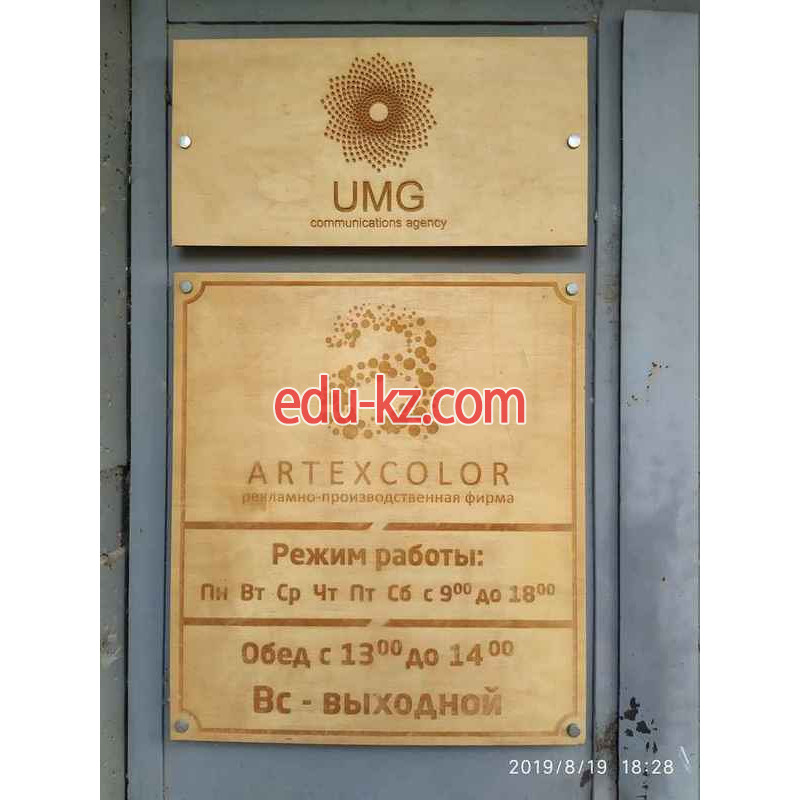 UMG
communications agency
edu-kz.com
ARTEXCOLOR
рекламно-производственная фирма
Режим работы:
Пн Вт Ср Чт Пт Сб с 9⁰⁰ до 18⁰⁰
Обед с 13⁰⁰ до 14⁰⁰
Вс - выходной
2019/8/19 18:28